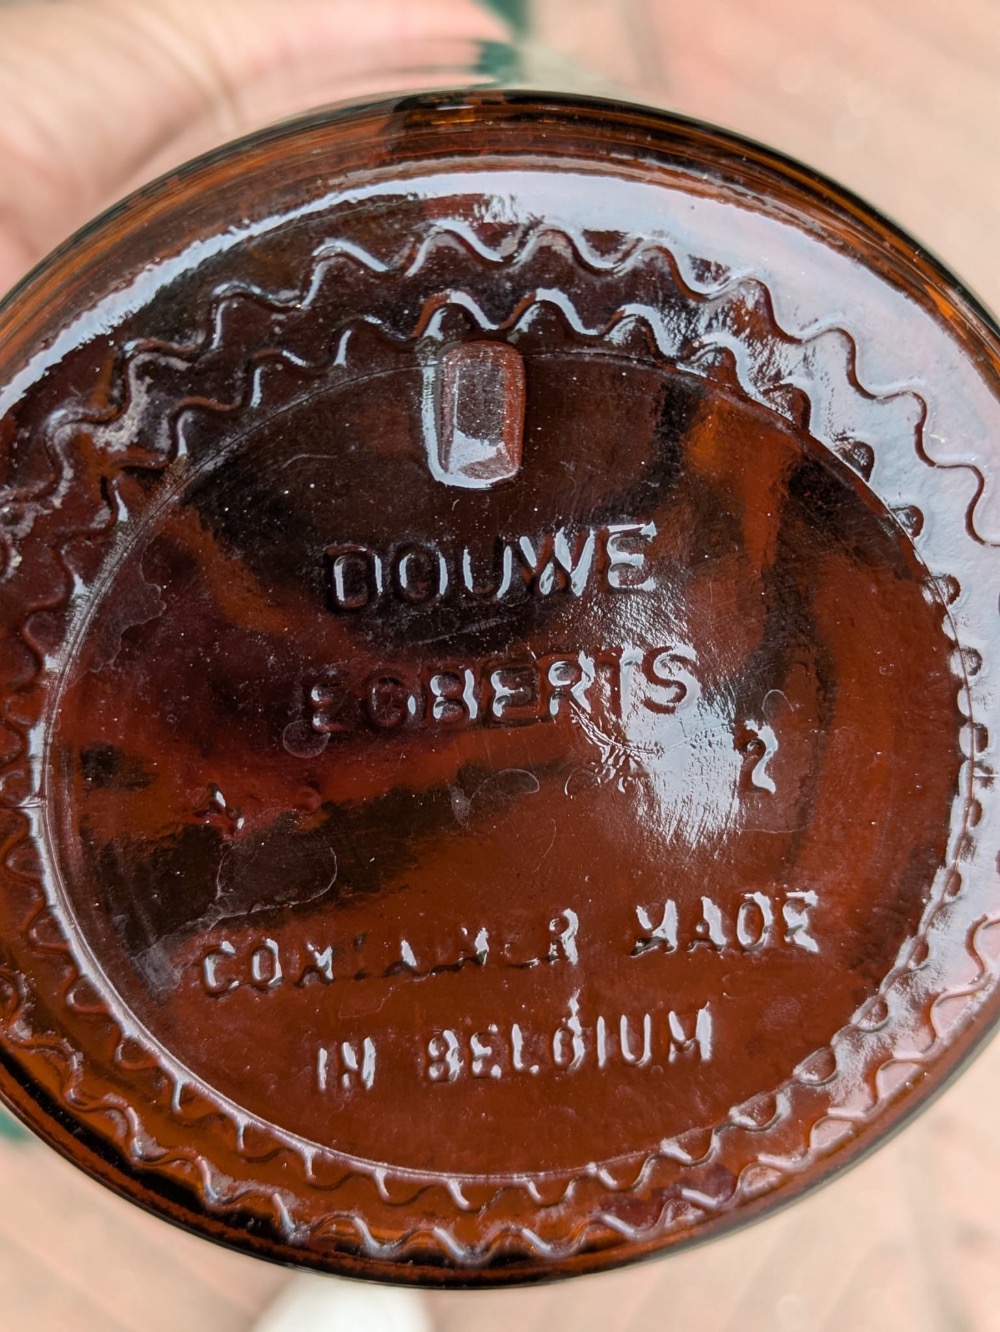 DOUWE
EGBERTS
2
CONTAINER MADE
IN BELGIUM